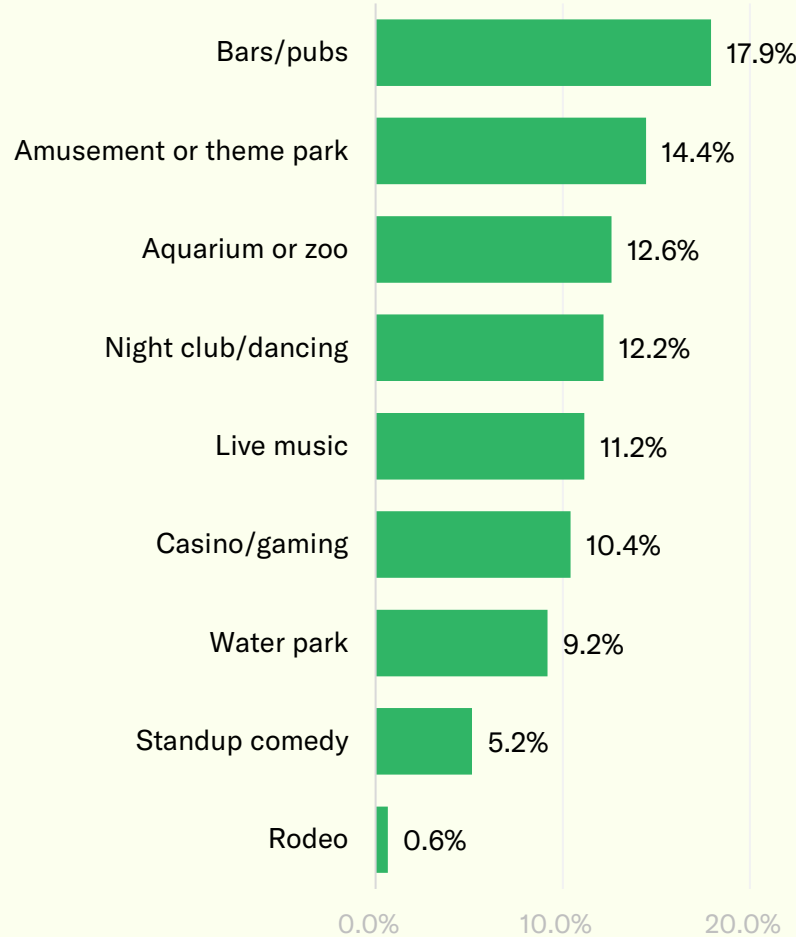 Bars/pubs 17.9%
Amusement or theme park 14.4%
Aquarium or zoo 12.6%
Night club/dancing 12.2%
Live music 11.2%
Casino/gaming 10.4%
Water park 9.2%
Standup comedy 5.2%
Rodeo 0.6%
0.0% 10.0% 20.0%